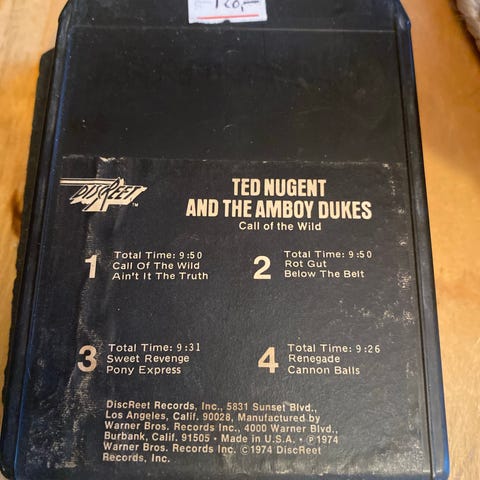 120,-
DISCREET ™
TED NUGENT
AND THE AMBOY DUKES
Call of the Wild
1 Total Time: 9:50
Call Of The Wild
Ain't It The Truth
2 Total Time: 9:50
Rot Gut
Below The Belt
3 Total Time: 9:31
Sweet Revenge
Pony Express
4 Total Time: 9:26
Renegade
Cannon Balls
DiscReet Records, Inc., 5831 Sunset Blvd.,
Los Angeles, Calif. 90028, Manufactured by
Warner Bros. Records Inc., 4000 Warner Blvd.,
Burbank, Calif. 91505 • Made in U.S.A. • ℗1974
Warner Bros. Records Inc. ©1974 DiscReet
Records, Inc.